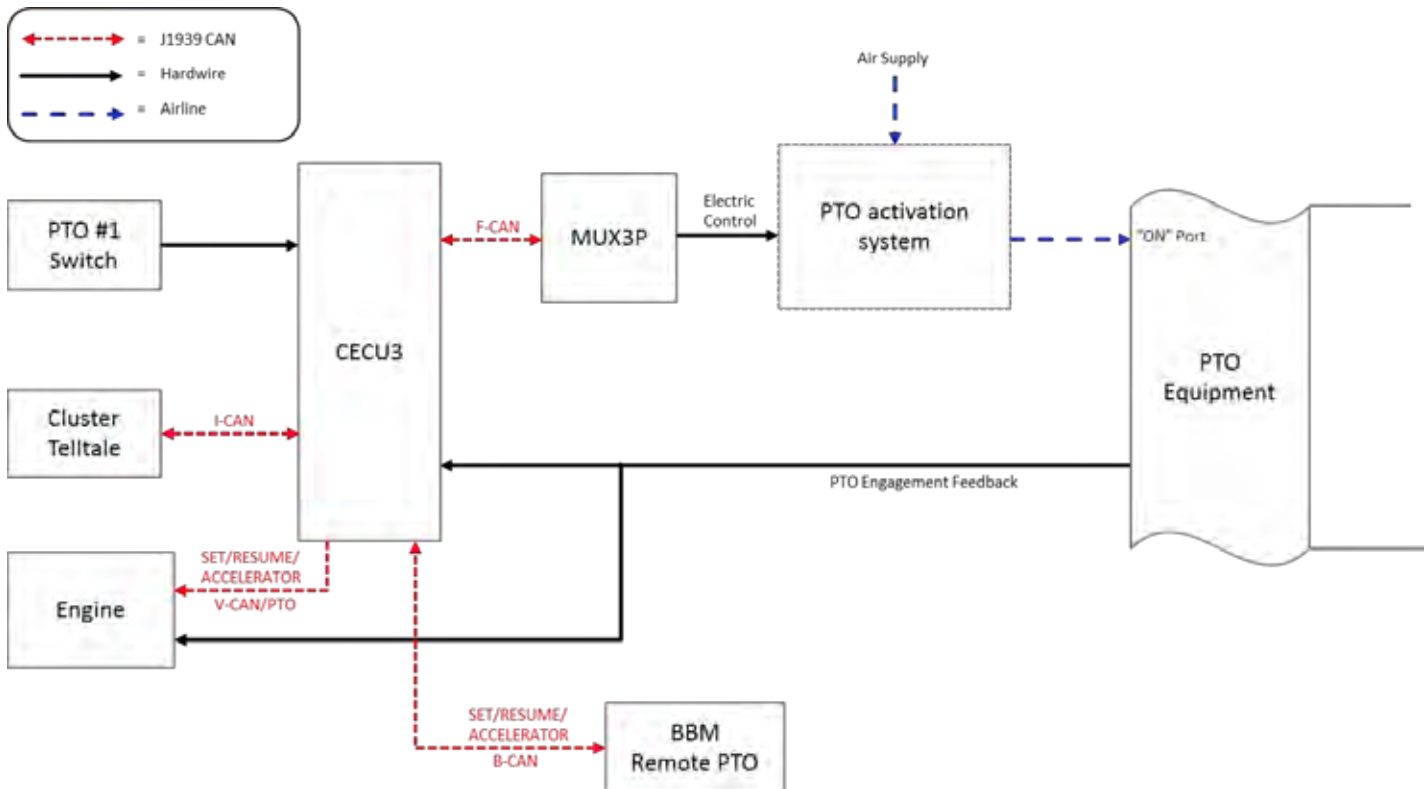 = J1939 CAN
= Hardwire
= Airline
Air Supply
PTO #1
Switch
CECU3
F-CAN
MUX3P
Electric
Control
PTO activation
system
"ON" Port
PTO
Equipment
Cluster
Telltale
I-CAN
PTO Engagement Feedback
Engine
SET/RESUME/
ACCELERATOR
V-CAN/PTO
SET/RESUME/
ACCELERATOR
B-CAN
BBM
Remote PTO